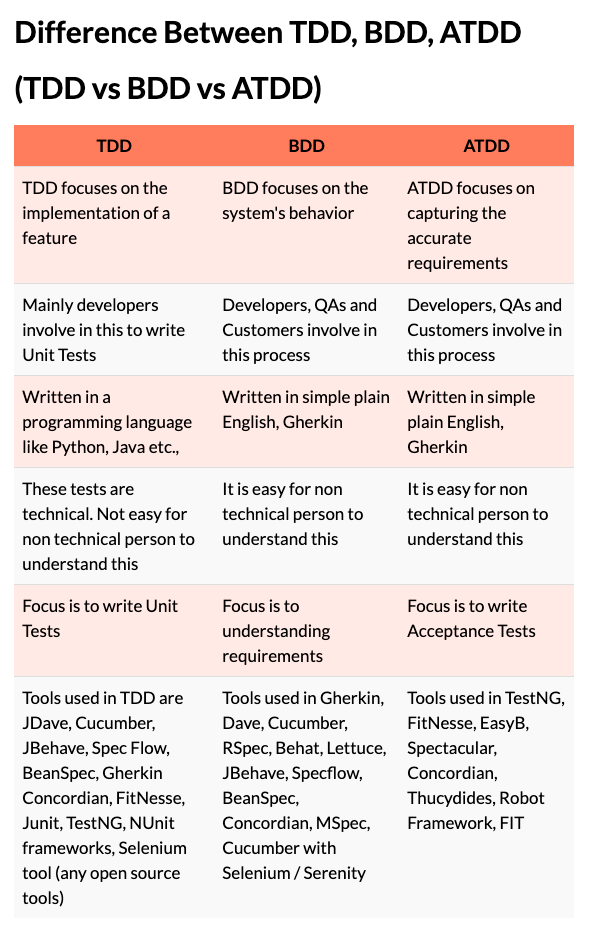 Difference Between TDD, BDD, ATDD
(TDD vs BDD vs ATDD)
TDD
BDD
ATDD
TDD focuses on the
implementation of a
feature
BDD focuses on the
system's behavior
ATDD focuses on
capturing the
accurate
requirements
Mainly developers
involve in this to write
Unit Tests
Developers, QAs and
Customers involve in
this process
Developers, QAs and
Customers involve in
this process
Written in a
programming language
like Python, Java etc.,
Written in simple plain
English, Gherkin
Written in simple
plain English,
Gherkin
These tests are
technical. Not easy for
non technical person to
understand this
It is easy for non
technical person to
understand this
It is easy for non
technical person to
understand this
Focus is to write Unit
Tests
Focus is to
understanding
requirements
Focus is to write
Acceptance Tests
Tools used in TDD are
JDave, Cucumber,
JBehave, Spec Flow,
BeanSpec, Gherkin
Concordian, FitNesse,
Junit, TestNG, NUnit
frameworks, Selenium
tool (any open source
tools)
Tools used in Gherkin,
Dave, Cucumber,
RSpec, Behat, Lettuce,
JBehave, Specflow,
BeanSpec,
Concordian, MSpec,
Cucumber with
Selenium / Serenity
Tools used in TestNG,
FitNesse, EasyB,
Spectacular,
Concordian,
Thucydides, Robot
Framework, FIT